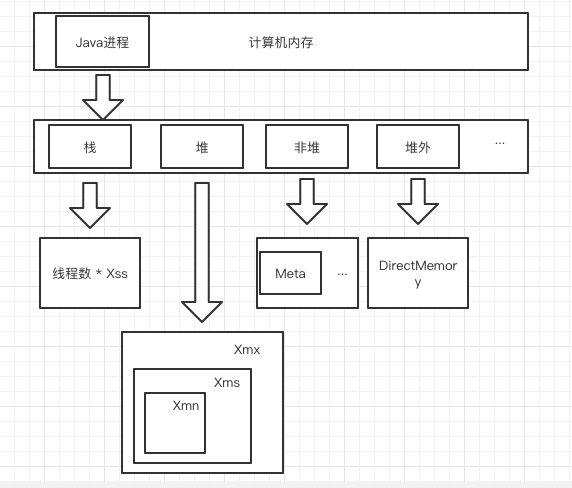 Java进程
计算机内存
栈
堆
非堆
堆外
...
线程数 * Xss
Meta
...
DirectMemor
y
Xmx
Xms
Xmn